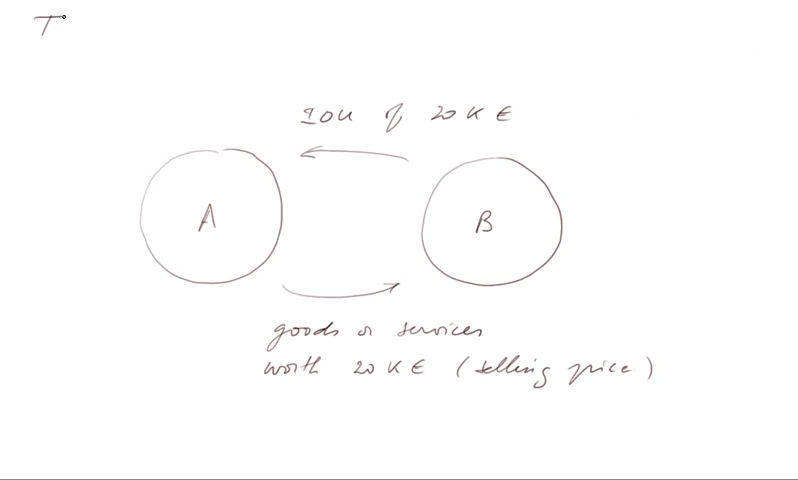 T
IOU of 20 K €
A
B
goods or services
worth 20 K € (selling price)